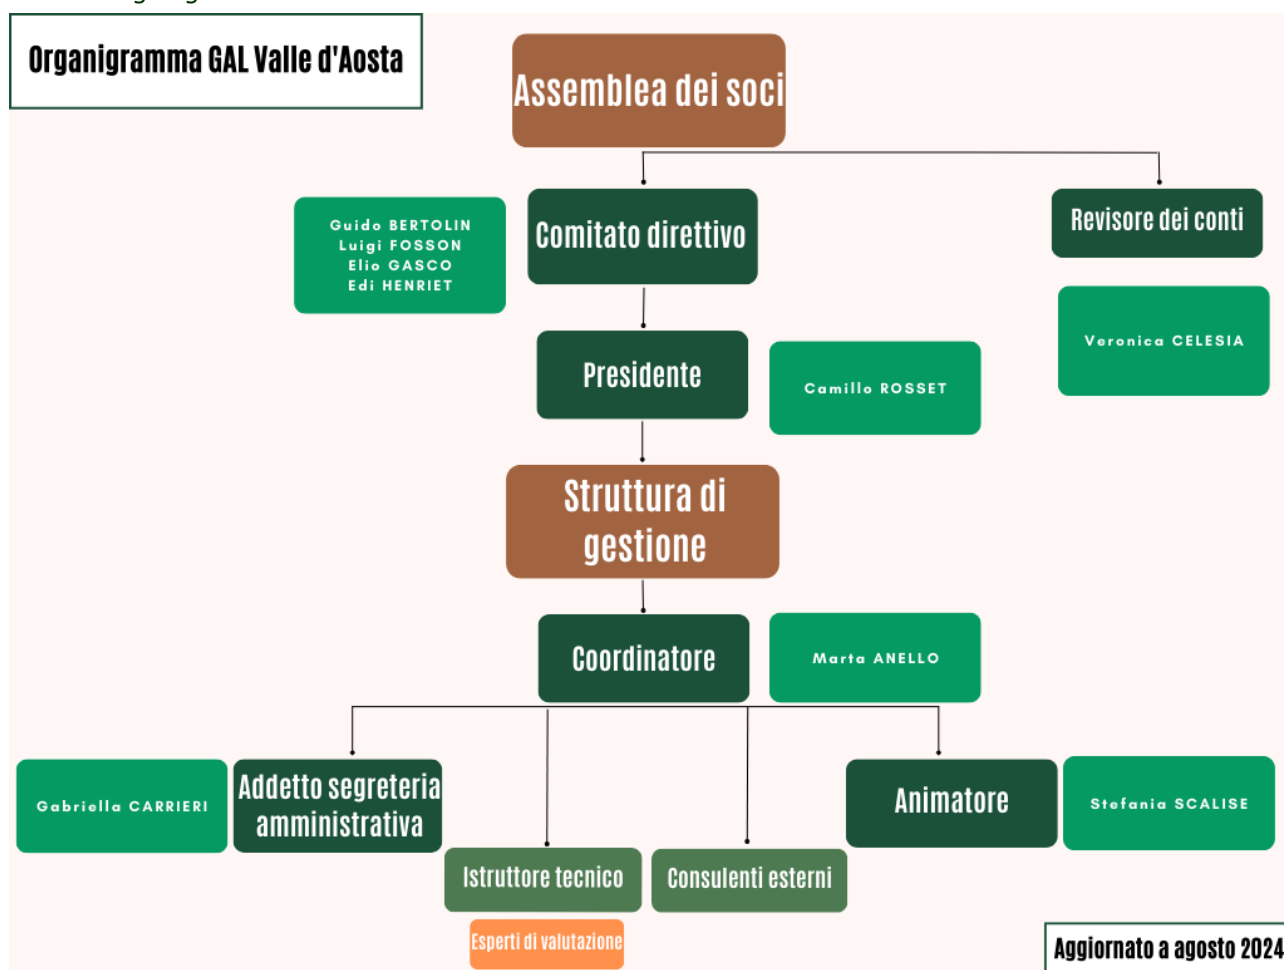 Organigramma GAL Valle d'Aosta
Assemblea dei soci
Guido BERTOLIN
Luigi FOSSON
Elio GASCO
Edi HENRIET
Comitato direttivo
Revisore dei conti
Veronica CELESIA
Presidente
Camillo ROSSET
Struttura di
gestione
Coordinatore
Marta ANELLO
Gabriella CARRIERI
Addetto segreteria
amministrativa
Animatore
Stefania SCALISE
Istruttore tecnico
Consulenti esterni
Esperti di valutazione
Aggiornato a agosto 2024